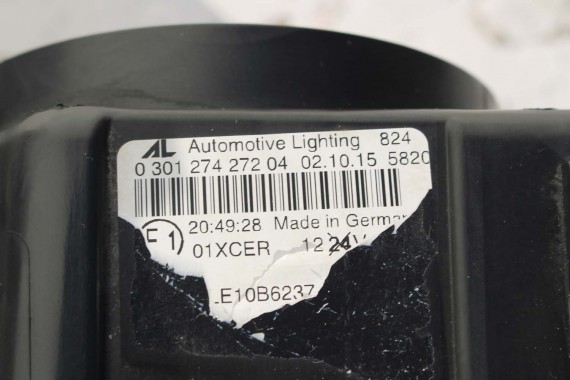 AL Automotive Lighting 824
0 301 274 272 04 02.10.15 5820
E 1 20:49:28 Made in German
01XCER 12 24V
E10B6237